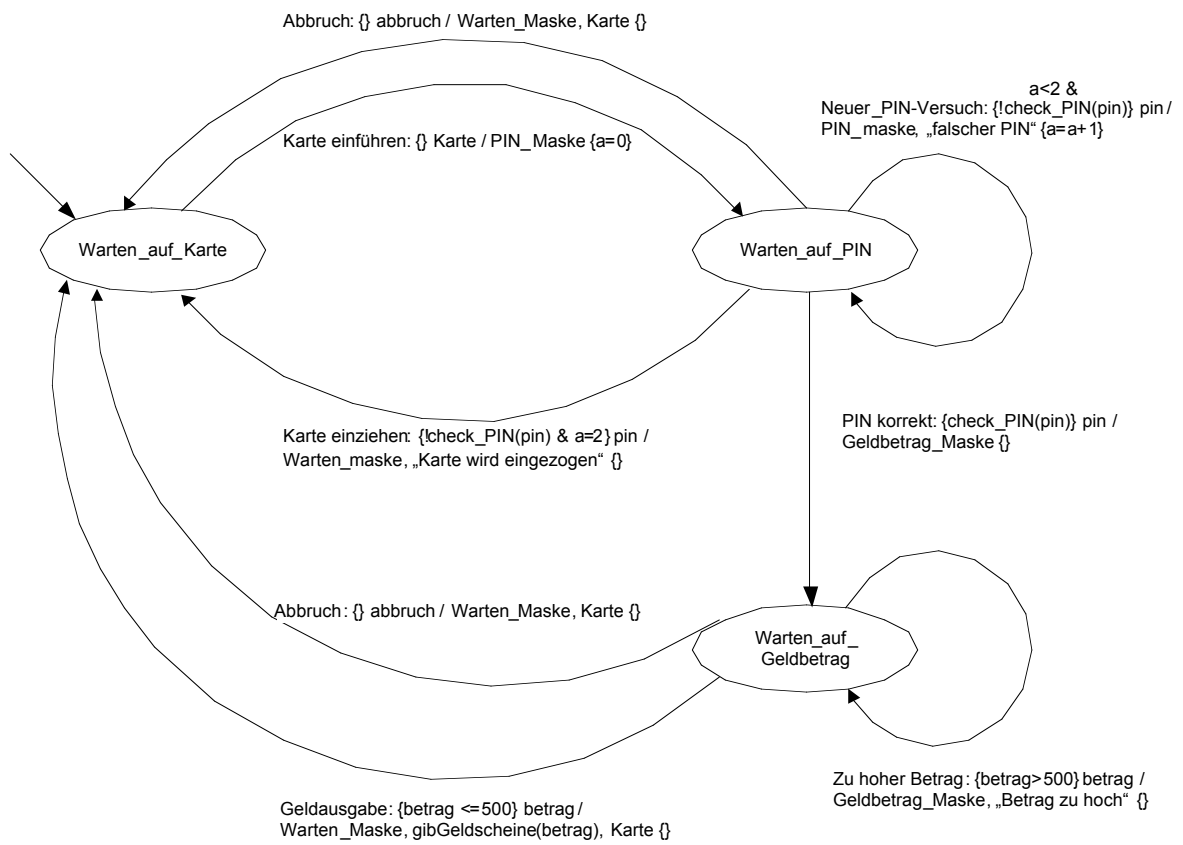 Abbruch: {} abbruch / Warten_Maske, Karte {}
a<2 &
Neuer_PIN-Versuch: {!check_PIN(pin)} pin /
PIN_maske, „falscher PIN“ {a=a+1}
Karte einführen: {} Karte / PIN_Maske {a=0}
Warten_auf_Karte
Warten_auf_PIN
Karte einziehen: {!check_PIN(pin) & a=2} pin /
Warten_maske, „Karte wird eingezogen“ {}
PIN korrekt: {check_PIN(pin)} pin /
Geldbetrag_Maske {}
Abbruch: {} abbruch / Warten_Maske, Karte {}
Warten_auf_
Geldbetrag
Zu hoher Betrag: {betrag>500} betrag /
Geldbetrag_Maske, „Betrag zu hoch“ {}
Geldausgabe: {betrag <=500} betrag /
Warten_Maske, gibGeldscheine(betrag), Karte {}